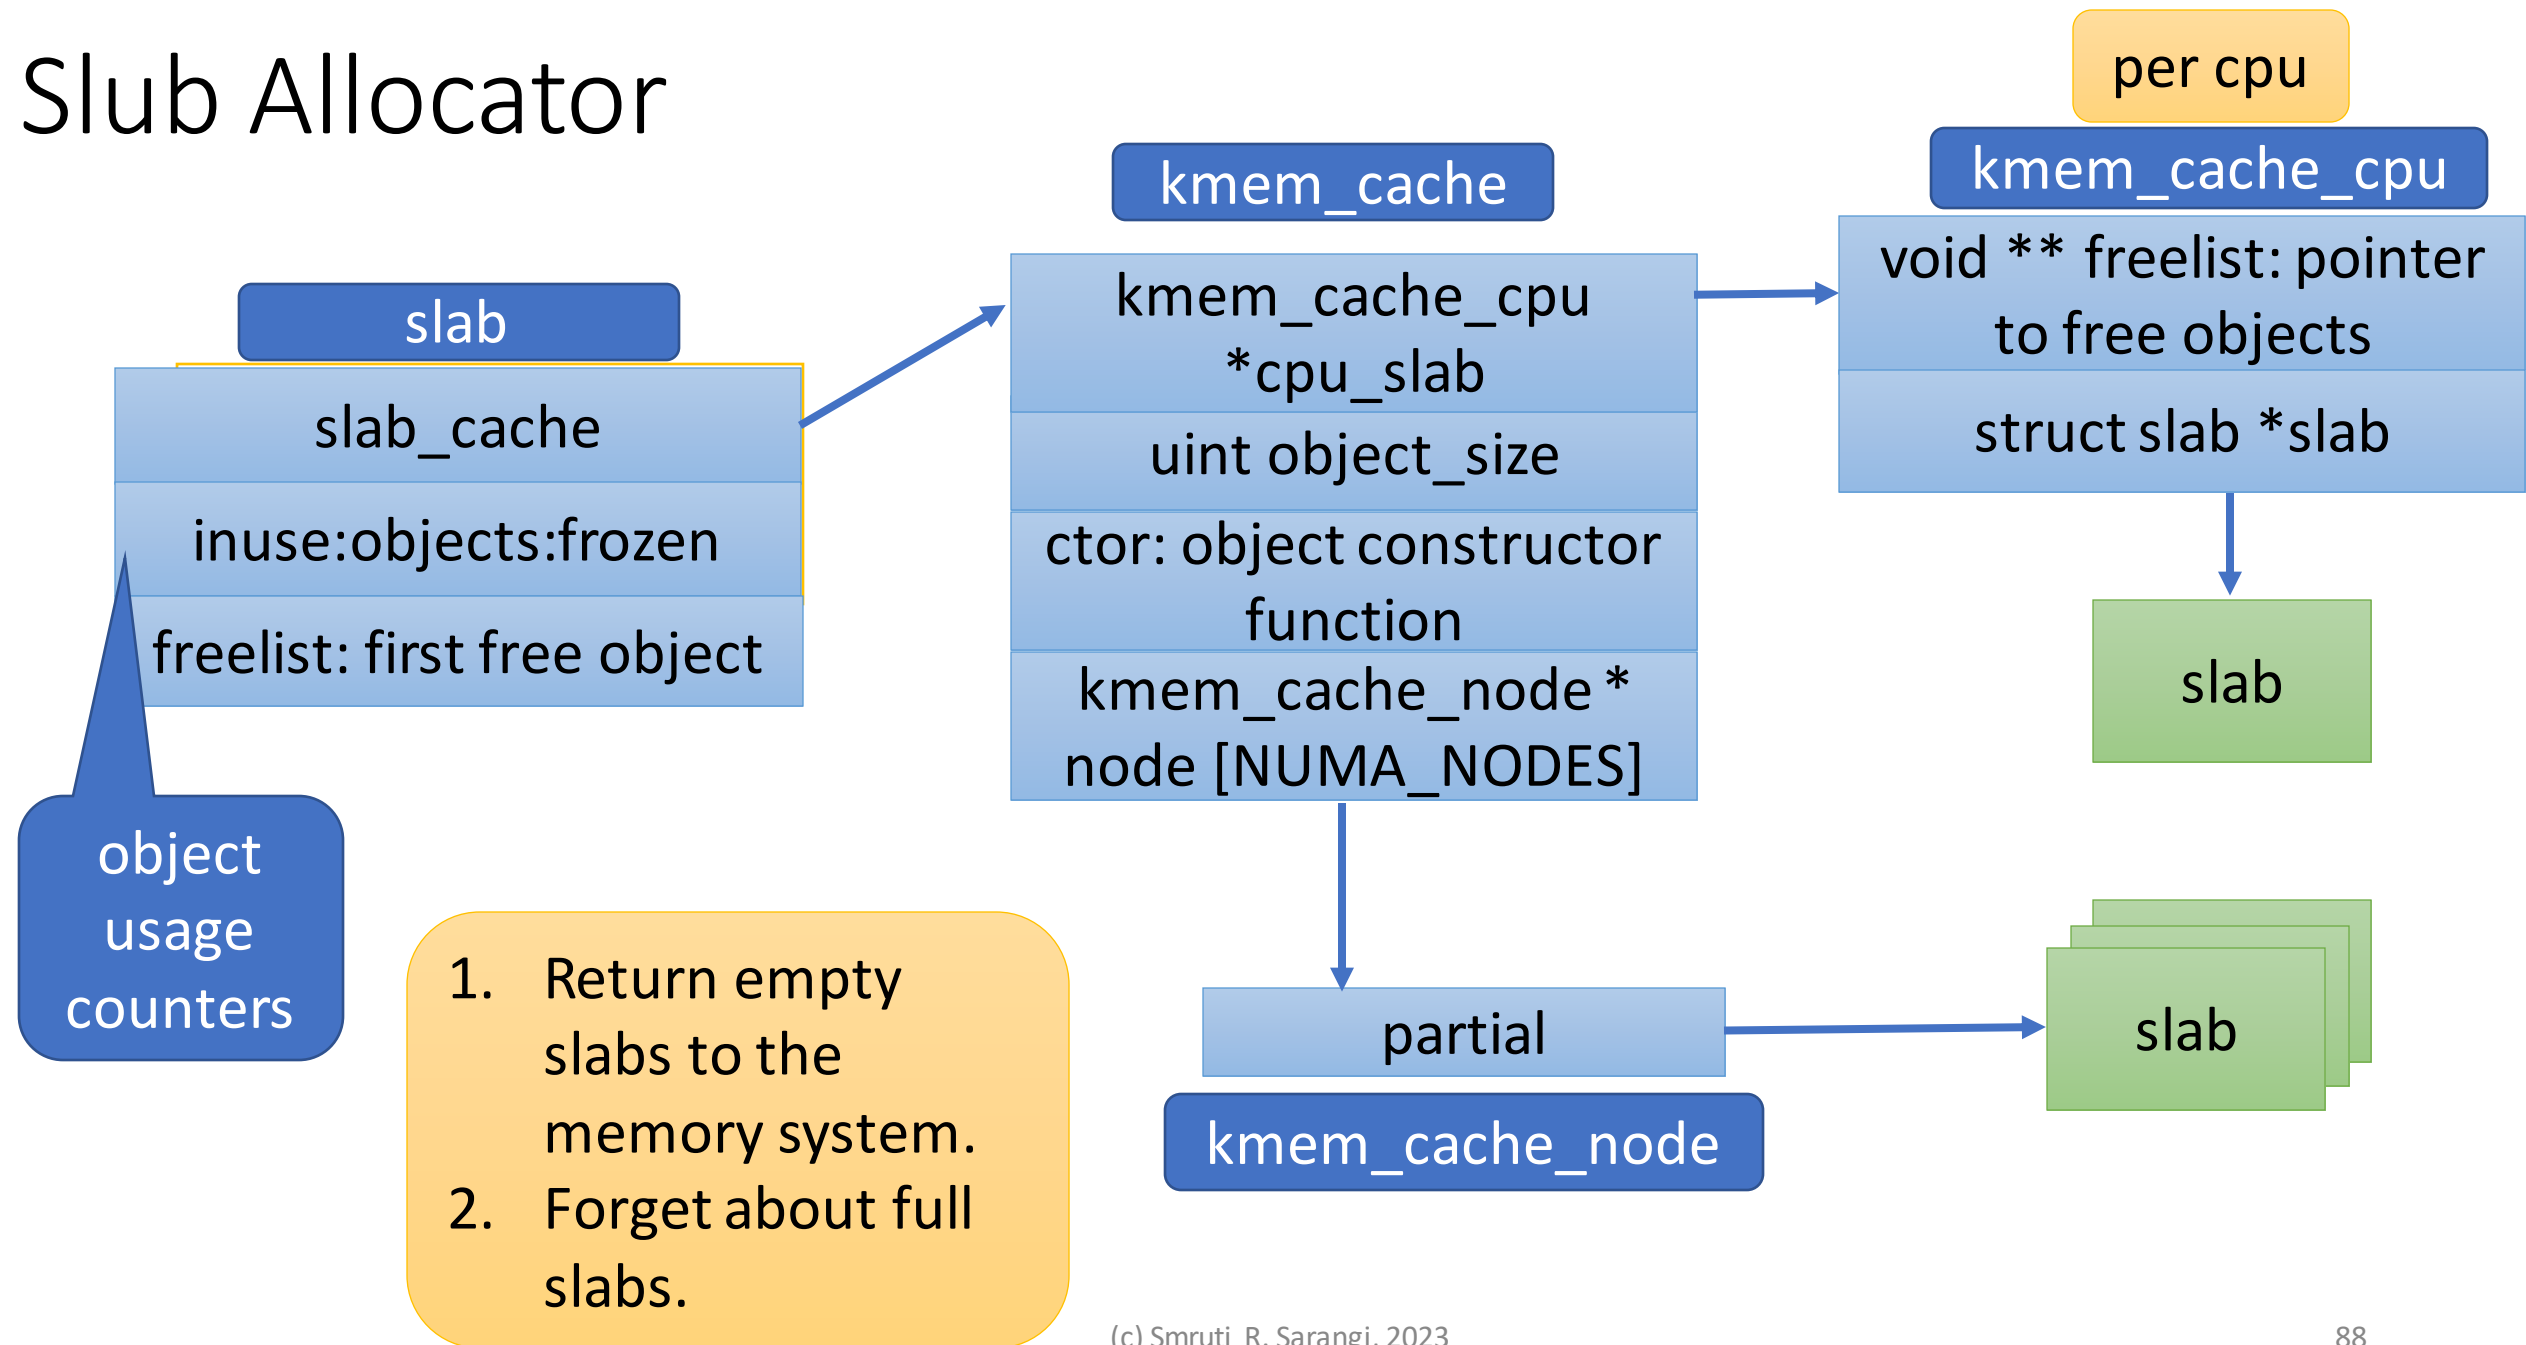 Slub Allocator
per cpu
kmem_cache_cpu
void ** freelist: pointer
to free objects
struct slab *slab
slab
kmem_cache
kmem_cache_cpu
*cpu_slab
uint object_size
ctor: object constructor
function
kmem_cache_node *
node [NUMA_NODES]
slab
slab_cache
inuse:objects:frozen
freelist: first free object
object
usage
counters
1. Return empty
slabs to the
memory system.
2. Forget about full
slabs.
partial
kmem_cache_node
slab
(c) Smruti R. Sarangi, 2023
88